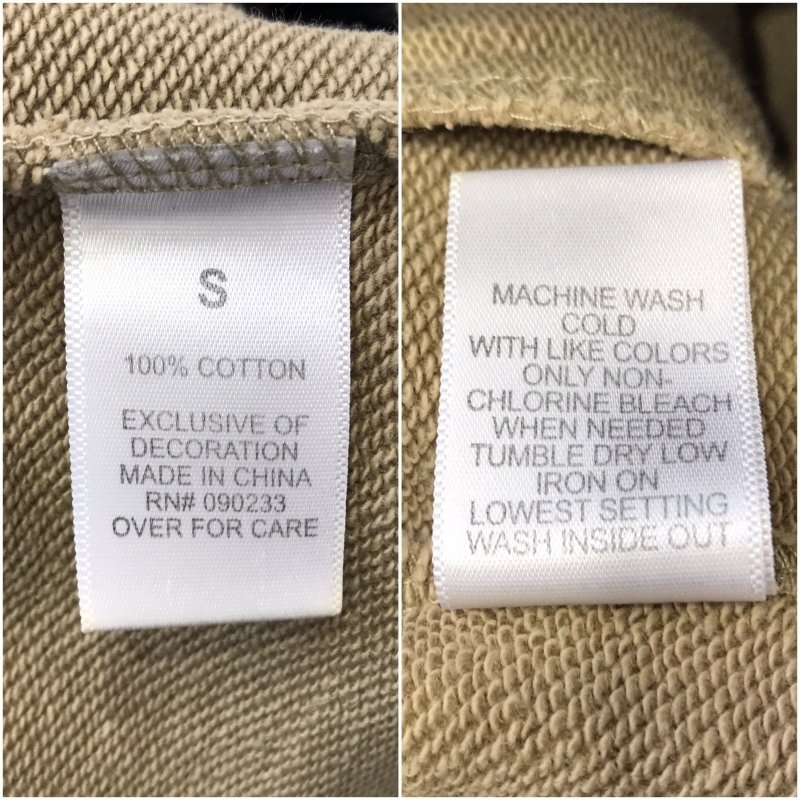 S
100% COTTON
EXCLUSIVE OF
DECORATION
MADE IN CHINA
RN# 090233
OVER FOR CARE
MACHINE WASH
COLD
WITH LIKE COLORS
ONLY NON-
CHLORINE BLEACH
WHEN NEEDED
TUMBLE DRY LOW
IRON ON
LOWEST SETTING
WASH INSIDE OUT